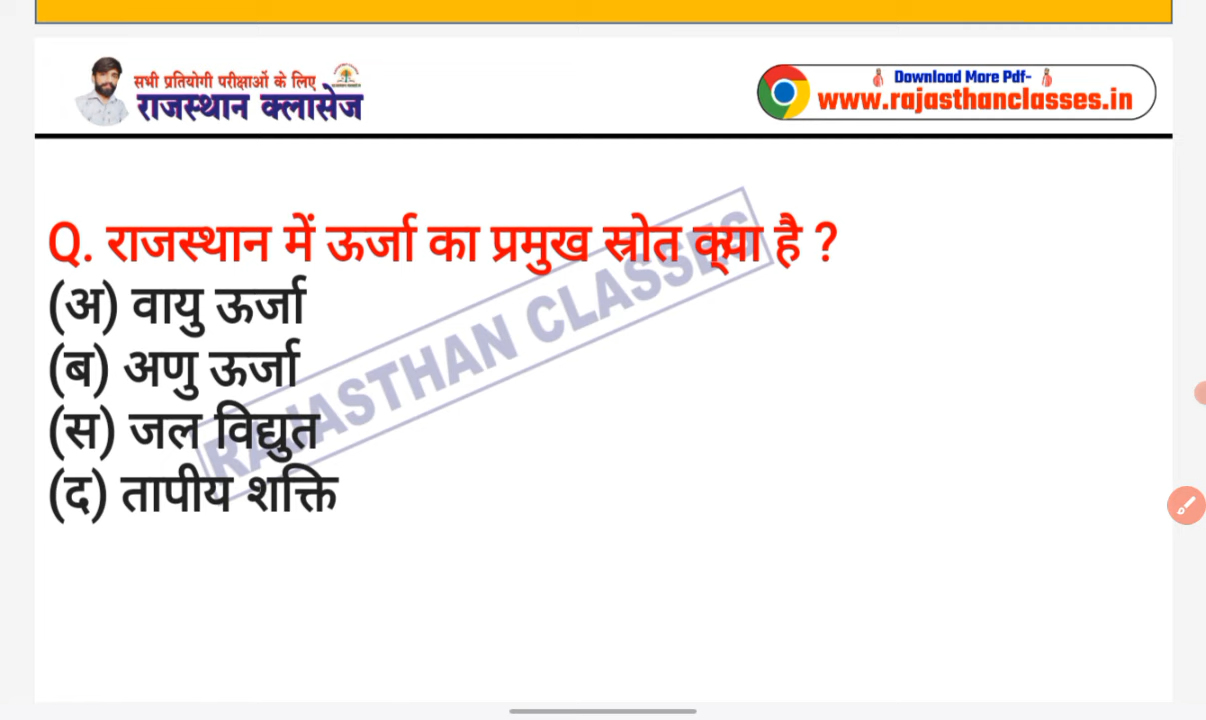 सभी प्रतियोगी परीक्षाओं के लिए
राजस्थान क्लासेज
Download More Pdf-
www.rajasthanclasses.in
Q. राजस्थान में ऊर्जा का प्रमुख स्रोत क्या है ?
(अ) वायु ऊर्जा
(ब) अणु ऊर्जा
(स) जल विद्युत
(द) तापीय शक्ति
RAJASTHAN CLASSES